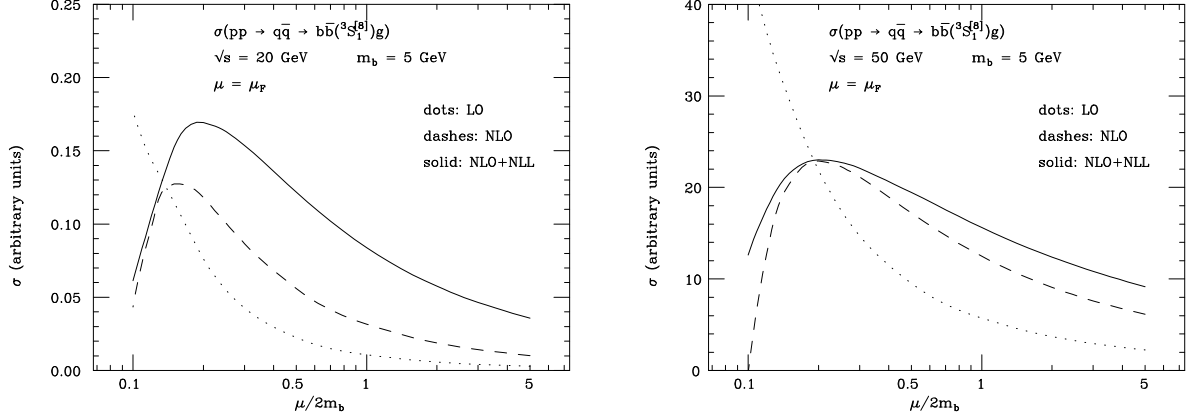 σ(pp → qq̅ → bb̅(³S₁^[8])g)
√s = 20 GeV m_b = 5 GeV
μ = μ_F
dots: LO
dashes: NLO
solid: NLO+NLL
σ (arbitrary units)
0.25
0.20
0.15
0.10
0.05
0.00
0.1 0.5 1 5
μ/2m_b
σ(pp → qq̅ → bb̅(³S₁^[8])g)
√s = 50 GeV m_b = 5 GeV
μ = μ_F
dots: LO
dashes: NLO
solid: NLO+NLL
σ (arbitrary units)
40
30
20
10
0
0.1 0.5 1 5
μ/2m_b